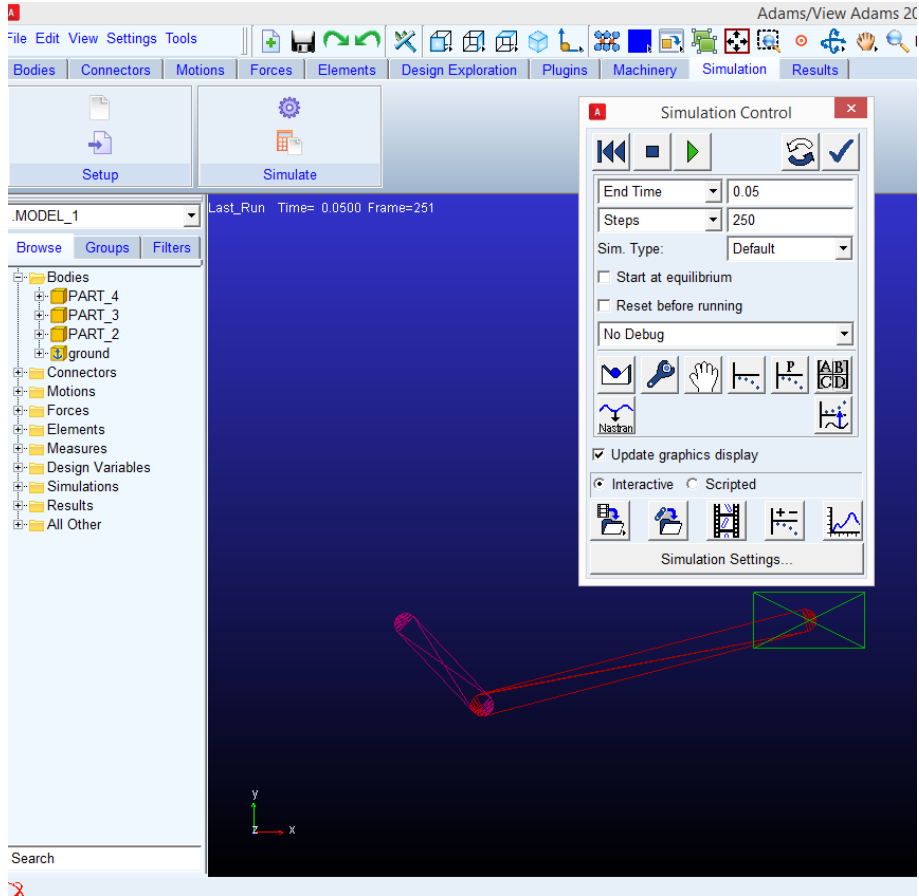 A
Adams/View Adams 20
File Edit View Settings Tools
Bodies Connectors Motions Forces Elements Design Exploration Plugins Machinery Simulation Results
Setup
Simulate
A Simulation Control
End Time 0.05
Steps 250
Sim. Type: Default
Start at equilibrium
Reset before running
No Debug
P
A B
C D
Nastran
Update graphics display
Interactive Scripted
Simulation Settings...
.MODEL_1
Browse Groups Filters
Bodies
PART_4
PART_3
PART_2
ground
Connectors
Motions
Forces
Elements
Measures
Design Variables
Simulations
Results
All Other
Search
Last_Run Time= 0.0500 Frame=251
y
z x